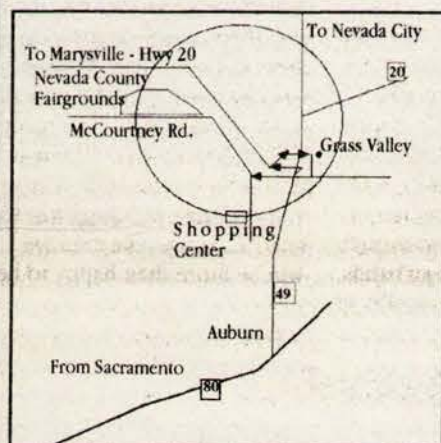 To Nevada City
To Marysville - Hwy 20
Nevada County
Fairgrounds
20
McCourtney Rd.
Grass Valley
Shopping
Center
49
Auburn
From Sacramento
80